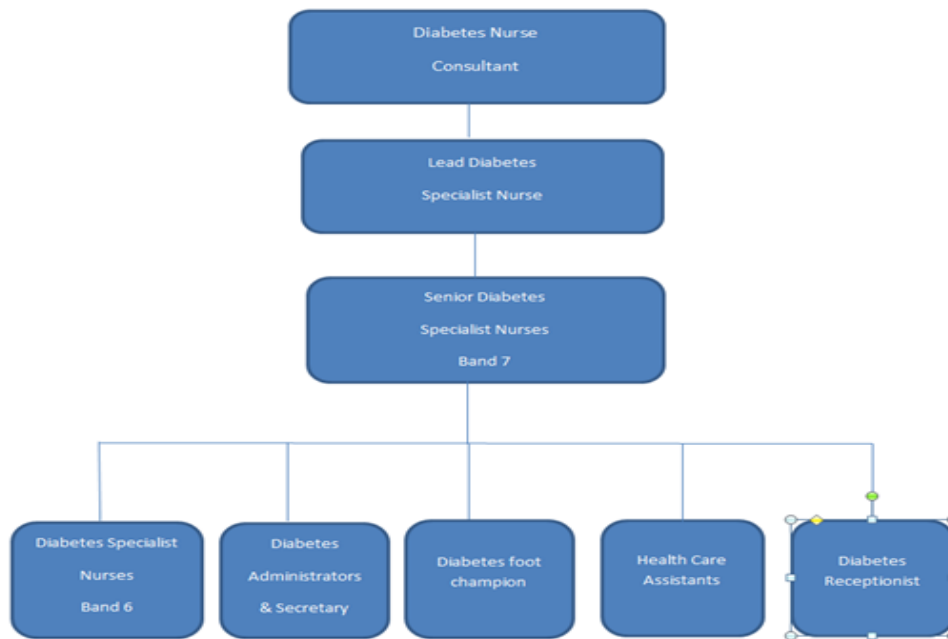 Diabetes Nurse
Consultant
Lead Diabetes
Specialist Nurse
Senior Diabetes
Specialist Nurses
Band 7
Diabetes Specialist
Nurses
Band 6
Diabetes
Administrators
& Secretary
Diabetes foot
champion
Health Care
Assistants
Diabetes
Receptionist